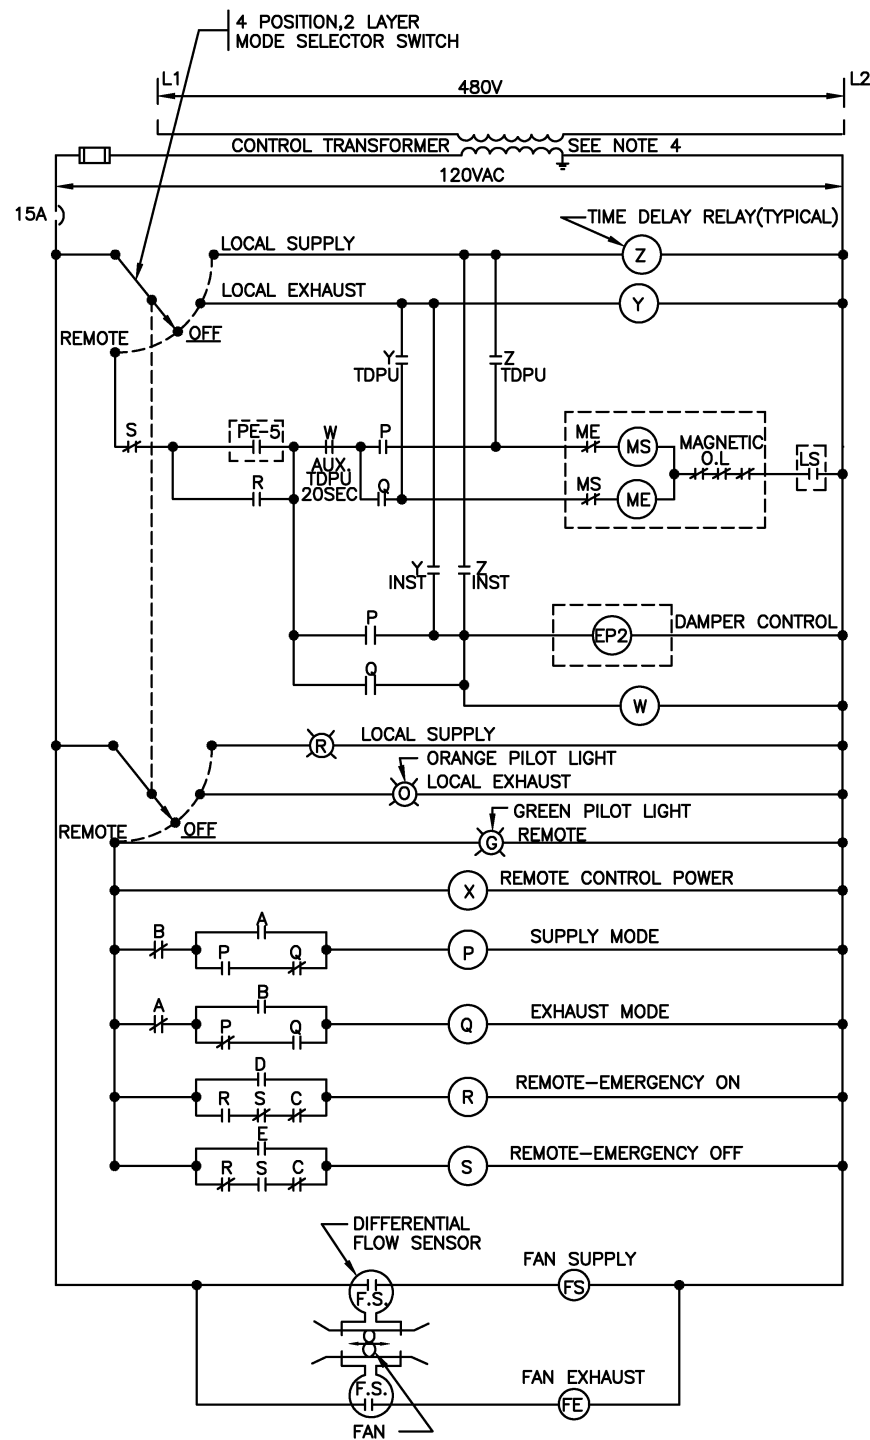 4 POSITION,2 LAYER
MODE SELECTOR SWITCH
L1
L2
480V
CONTROL TRANSFORMER
SEE NOTE 4
120VAC
15A
TIME DELAY RELAY(TYPICAL)
LOCAL SUPPLY
Z
LOCAL EXHAUST
Y
REMOTE
OFF
Y
TDPU
Z
TDPU
S
PE-5
W
P
ME
MS
MAGNETIC
O.L
LS
AUX.
TDPU
20SEC
R
Q
MS
ME
Y
INST
Z
INST
P
EP2
DAMPER CONTROL
Q
W
R
LOCAL SUPPLY
ORANGE PILOT LIGHT
O
LOCAL EXHAUST
GREEN PILOT LIGHT
REMOTE
OFF
G
REMOTE
X
REMOTE CONTROL POWER
A
B
P
Q
P
SUPPLY MODE
B
A
P
Q
Q
EXHAUST MODE
D
R
S
C
R
REMOTE-EMERGENCY ON
E
R
S
C
S
REMOTE-EMERGENCY OFF
DIFFERENTIAL
FLOW SENSOR
FAN SUPPLY
F.S.
FS
FAN EXHAUST
F.S.
FE
FAN